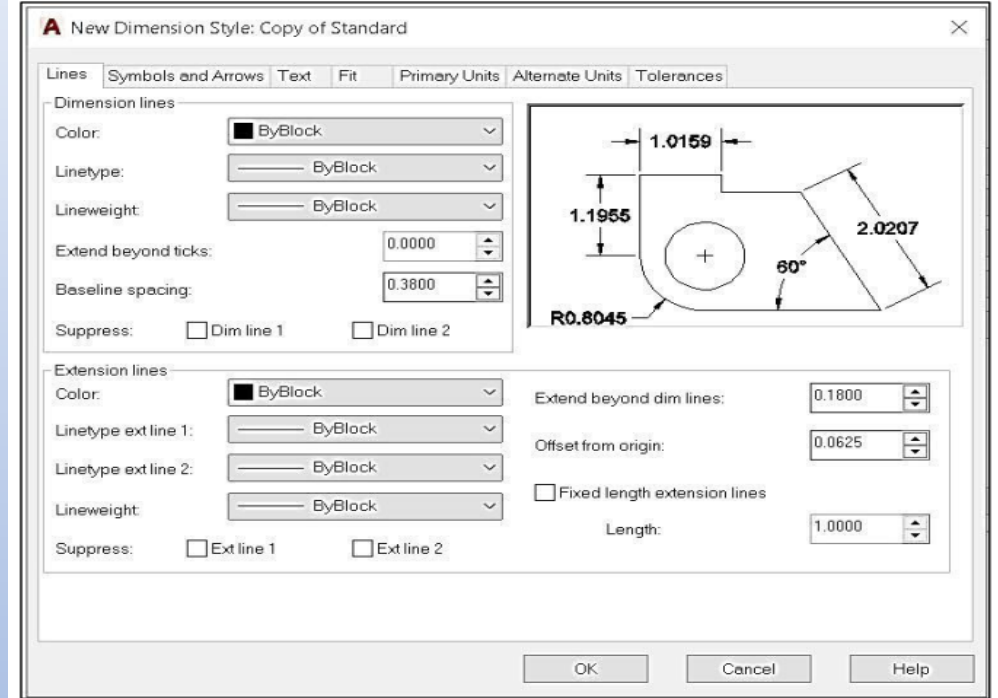 A New Dimension Style: Copy of Standard
Lines Symbols and Arrows Text Fit Primary Units Alternate Units Tolerances
Dimension lines
Color: ByBlock
Linetype: ByBlock
Lineweight: ByBlock
Extend beyond ticks: 0.0000
Baseline spacing: 0.3800
Suppress: Dim line 1 Dim line 2
1.0159
1.1955
2.0207
60°
R0.8045
Extension lines
Color: ByBlock
Linetype ext line 1: ByBlock
Linetype ext line 2: ByBlock
Lineweight: ByBlock
Suppress: Ext line 1 Ext line 2
Extend beyond dim lines: 0.1800
Offset from origin: 0.0625
Fixed length extension lines
Length: 1.0000
OK Cancel Help